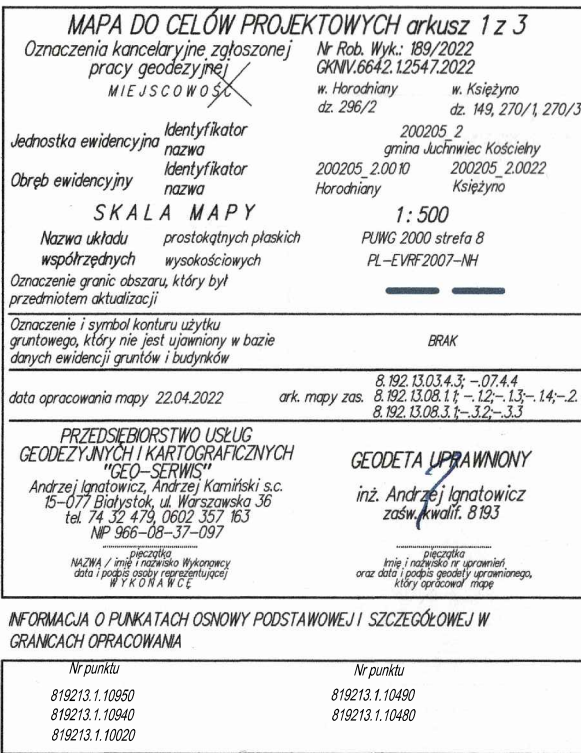 MAPA DO CELÓW PROJEKTOWYCH arkusz 1 z 3
Oznaczenia kancelaryjne zgłoszonej pracy geodezyjnej
Nr Rob. Wyk.: 189/2022
GKNIV.6642.1.2547.2022
MIEJSCOWOŚĆ
w. Horodniany w. Księżyno
dz. 296/2 dz. 149, 270/1, 270/3
Jednostka ewidencyjna Identyfikator 200205_2
nazwa gmina Juchnwiec Kościelny
Obręb ewidencyjny Identyfikator 200205_2.0010 200205_2.0022
nazwa Horodniany Księżyno
SKALA MAPY 1:500
Nazwa układu prostokątnych płaskich PUWG 2000 strefa 8
współrzędnych wysokościowych PL-EVRF2007-NH
Oznaczenie granic obszaru, który był
przedmiotem aktualizacji
Oznaczenie i symbol konturu użytku
gruntowego, który nie jest ujawniony w bazie BRAK
danych ewidencji gruntów i budynków
8.192.13.03.4.3; -.07.4.4
data opracowania mapy 22.04.2022 ark. mapy zas. 8.192.13.08.1.1; -.1.2;-.1.3;-.1.4;-.2.
8.192.13.08.3.1;-.3.2;-.3.3
PRZEDSIĘBIORSTWO USŁUG
GEODEZYJNYCH I KARTOGRAFICZNYCH
"GEO-SERWIS"
Andrzej Ignatowicz, Andrzej Kamiński s.c.
15-077 Białystok, ul. Warszawska 36
tel. 74 32 479, 0602 357 163
NIP 966-08-37-097
pieczątka
NAZWA / imię i nazwisko Wykonawcy
data i podpis osoby reprezentującej
WYKONAWCĘ
GEODETA UPRAWNIONY
inż. Andrzej Ignatowicz
zaśw. kwalif. 8193
pieczątka
Imię i nazwisko nr uprawnień
oraz data i podpis geodety uprawnionego,
który opracował mapę
INFORMACJA O PUNKATACH OSNOWY PODSTAWOWEJ I SZCZEGÓŁOWEJ W
GRANICACH OPRACOWANIA
Nr punktu Nr punktu
819213.1.10950 819213.1.10490
819213.1.10940 819213.1.10480
819213.1.10020